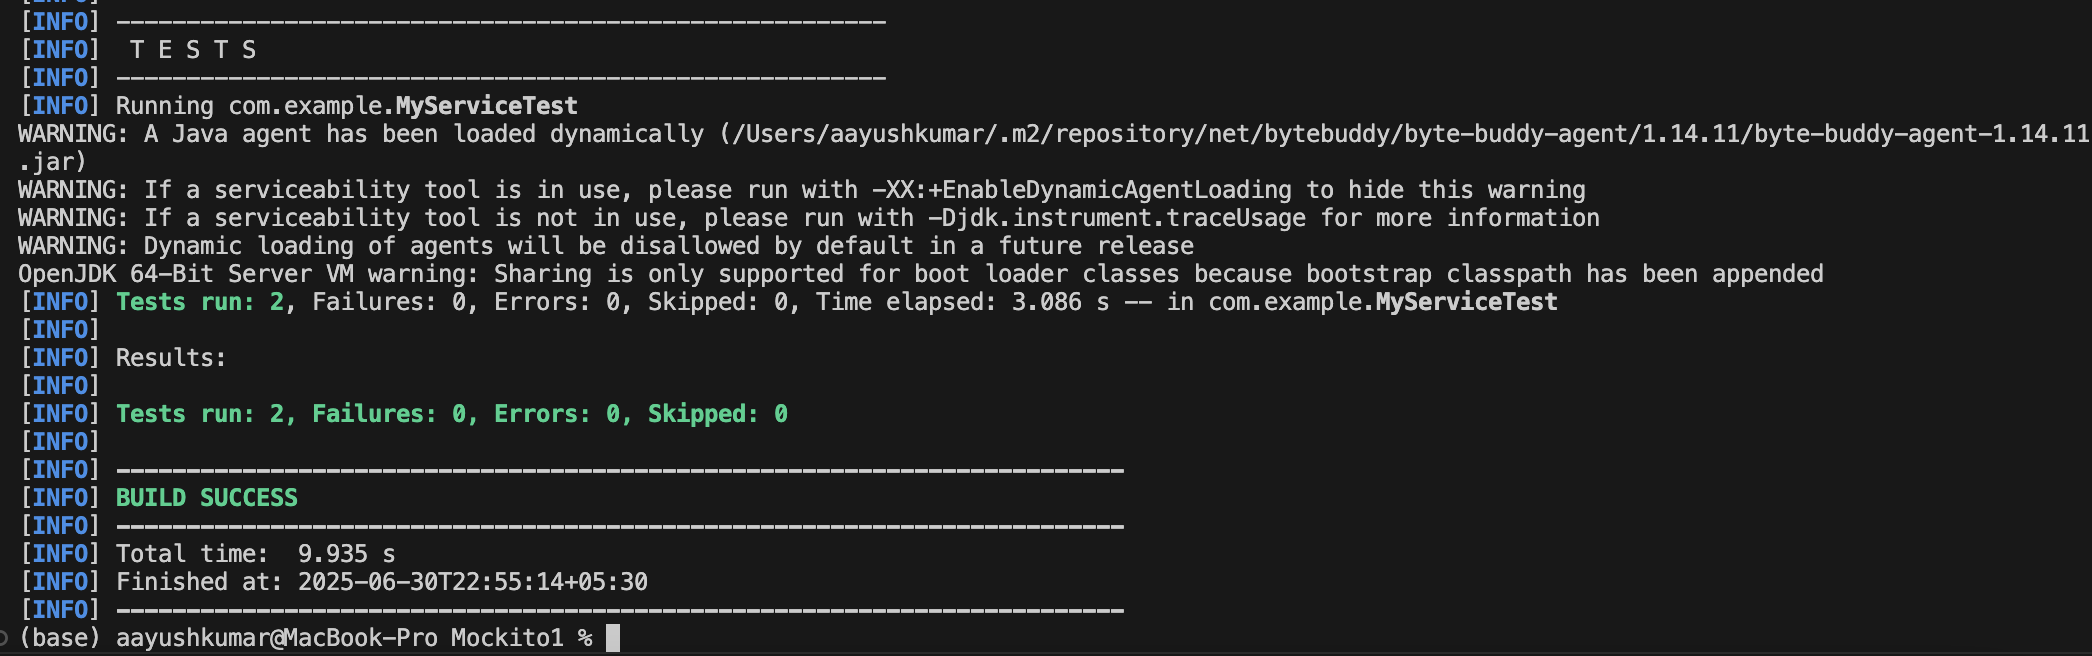 [INFO] -------------------------------------------------------
[INFO]  T E S T S
[INFO] -------------------------------------------------------
[INFO] Running com.example.MyServiceTest
WARNING: A Java agent has been loaded dynamically (/Users/aayushkumar/.m2/repository/net/bytebuddy/byte-buddy-agent/1.14.11/byte-buddy-agent-1.14.11
.jar)
WARNING: If a serviceability tool is in use, please run with -XX:+EnableDynamicAgentLoading to hide this warning
WARNING: If a serviceability tool is not in use, please run with -Djdk.instrument.traceUsage for more information
WARNING: Dynamic loading of agents will be disallowed by default in a future release
OpenJDK 64-Bit Server VM warning: Sharing is only supported for boot loader classes because bootstrap classpath has been appended
[INFO] Tests run: 2, Failures: 0, Errors: 0, Skipped: 0, Time elapsed: 3.086 s -- in com.example.MyServiceTest
[INFO]
[INFO] Results:
[INFO]
[INFO] Tests run: 2, Failures: 0, Errors: 0, Skipped: 0
[INFO]
[INFO] ------------------------------------------------------------------------
[INFO] BUILD SUCCESS
[INFO] ------------------------------------------------------------------------
[INFO] Total time:  9.935 s
[INFO] Finished at: 2025-06-30T22:55:14+05:30
[INFO] ------------------------------------------------------------------------
(base) aayushkumar@MacBook-Pro Mockito1 %